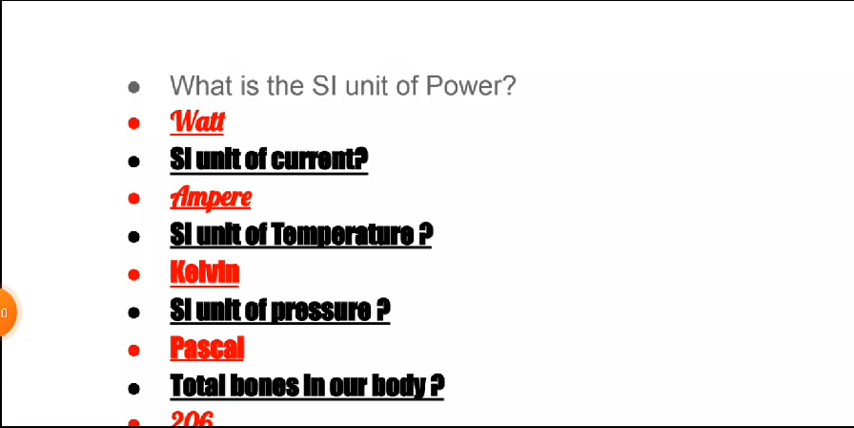 What is the SI unit of Power?
Watt
SI unit of current?
Ampere
SI unit of Temperature ?
Kelvin
SI unit of pressure ?
Pascal
Total bones in our body ?
206
0